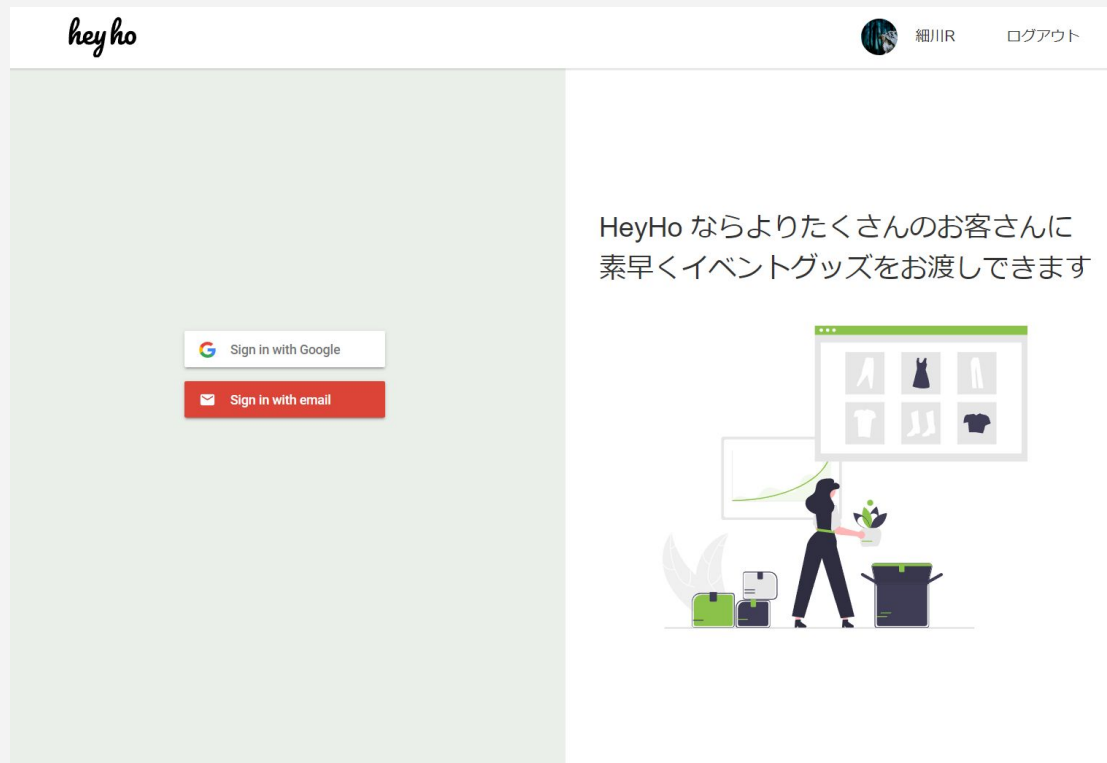 hey ho
細川R
ログアウト
Sign in with Google
Sign in with email
HeyHo ならよりたくさんのお客さんに
素早くイベントグッズをお渡しできます